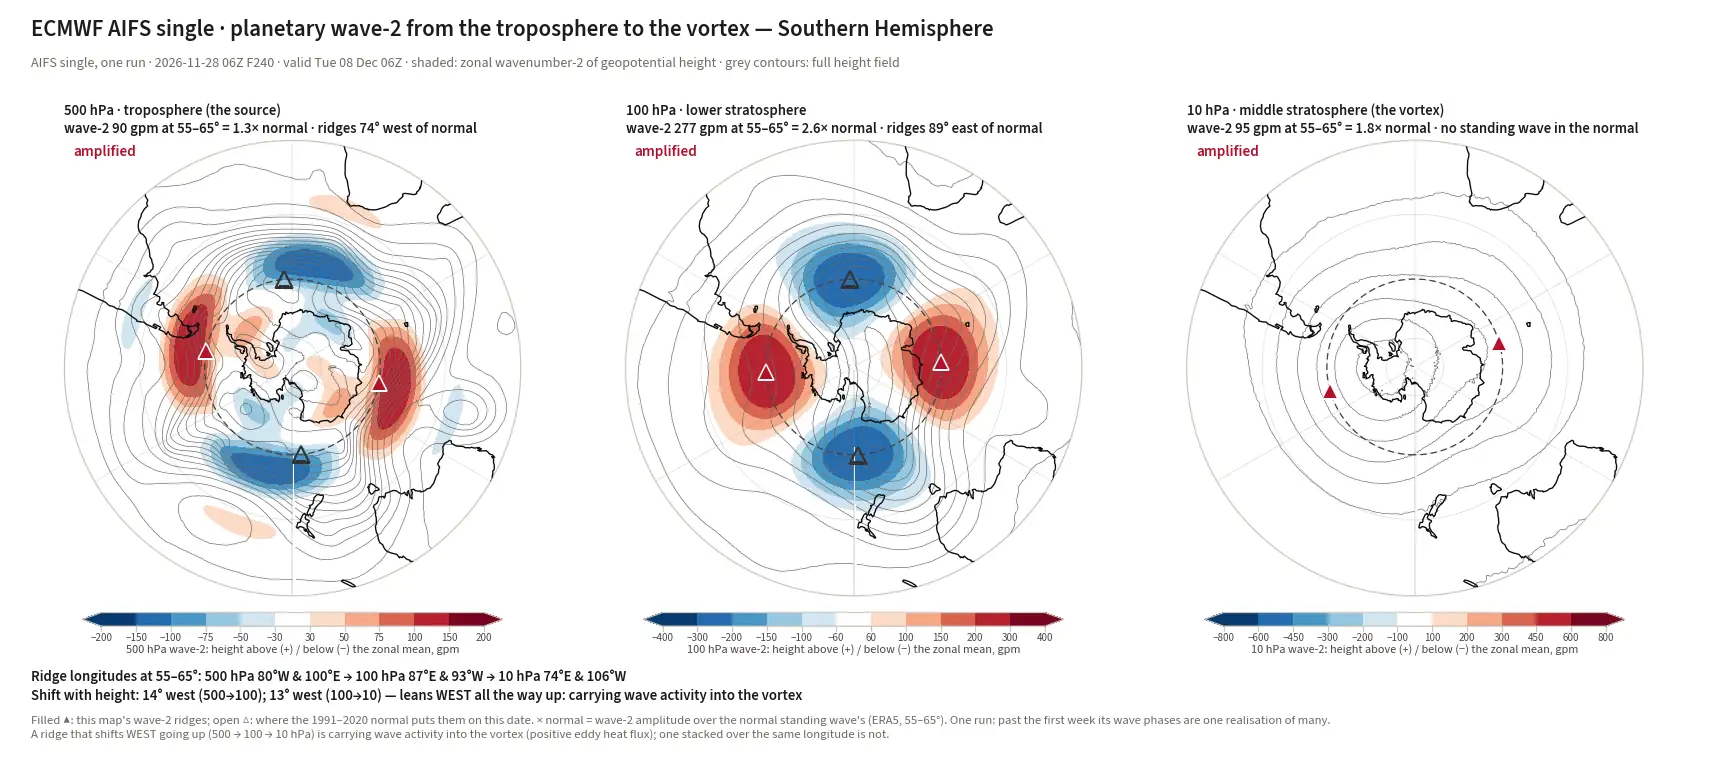 ECMWF AIFS single · planetary wave-2 from the troposphere to the vortex — Southern Hemisphere
AIFS single, one run · 2026-11-28 06Z F240 · valid Tue 08 Dec 06Z · shaded: zonal wavenumber-2 of geopotential height · grey contours: full height field
500 hPa · troposphere (the source)
wave-2 90 gpm at 55–65° = 1.3× normal · ridges 74° west of normal
amplified
100 hPa · lower stratosphere
wave-2 277 gpm at 55–65° = 2.6× normal · ridges 89° east of normal
amplified
10 hPa · middle stratosphere (the vortex)
wave-2 95 gpm at 55–65° = 1.8× normal · no standing wave in the normal
amplified
−200 −150 −100 −75 −50 −30 30 50 75 100 150 200
500 hPa wave-2: height above (+) / below (−) the zonal mean, gpm
−400 −300 −200 −150 −100 −60 60 100 150 200 300 400
100 hPa wave-2: height above (+) / below (−) the zonal mean, gpm
−800 −600 −450 −300 −200 −100 100 200 300 450 600 800
10 hPa wave-2: height above (+) / below (−) the zonal mean, gpm
Ridge longitudes at 55–65°: 500 hPa 80°W & 100°E → 100 hPa 87°E & 93°W → 10 hPa 74°E & 106°W
Shift with height: 14° west (500→100); 13° west (100→10) — leans WEST all the way up: carrying wave activity into the vortex
Filled ▲: this map's wave-2 ridges; open △: where the 1991–2020 normal puts them on this date. × normal = wave-2 amplitude over the normal standing wave's (ERA5, 55–65°). One run: past the first week its wave phases are one realisation of many.
A ridge that shifts WEST going up (500 → 100 → 10 hPa) is carrying wave activity into the vortex (positive eddy heat flux); one stacked over the same longitude is not.